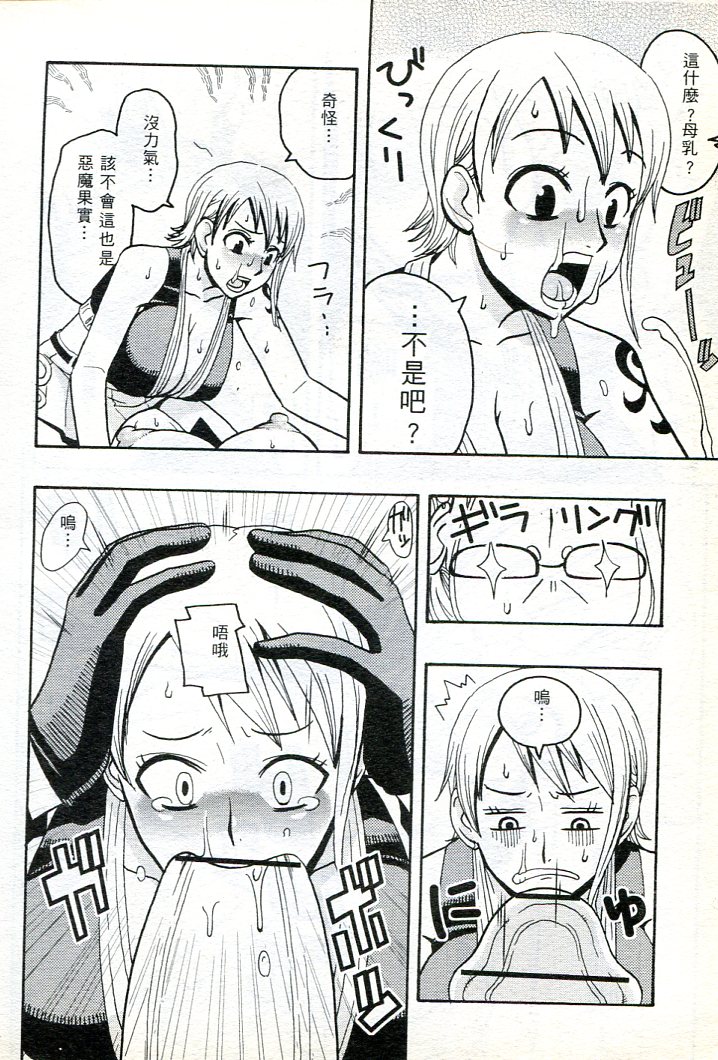 這什麼？母乳？
びっくり
ビューーッ
…不是吧？
奇怪…
沒力氣…
該不會這也是
惡魔果實…
フラ…
ギラリング
嗚…
にゅ
ガッ
嗚…
唔哦